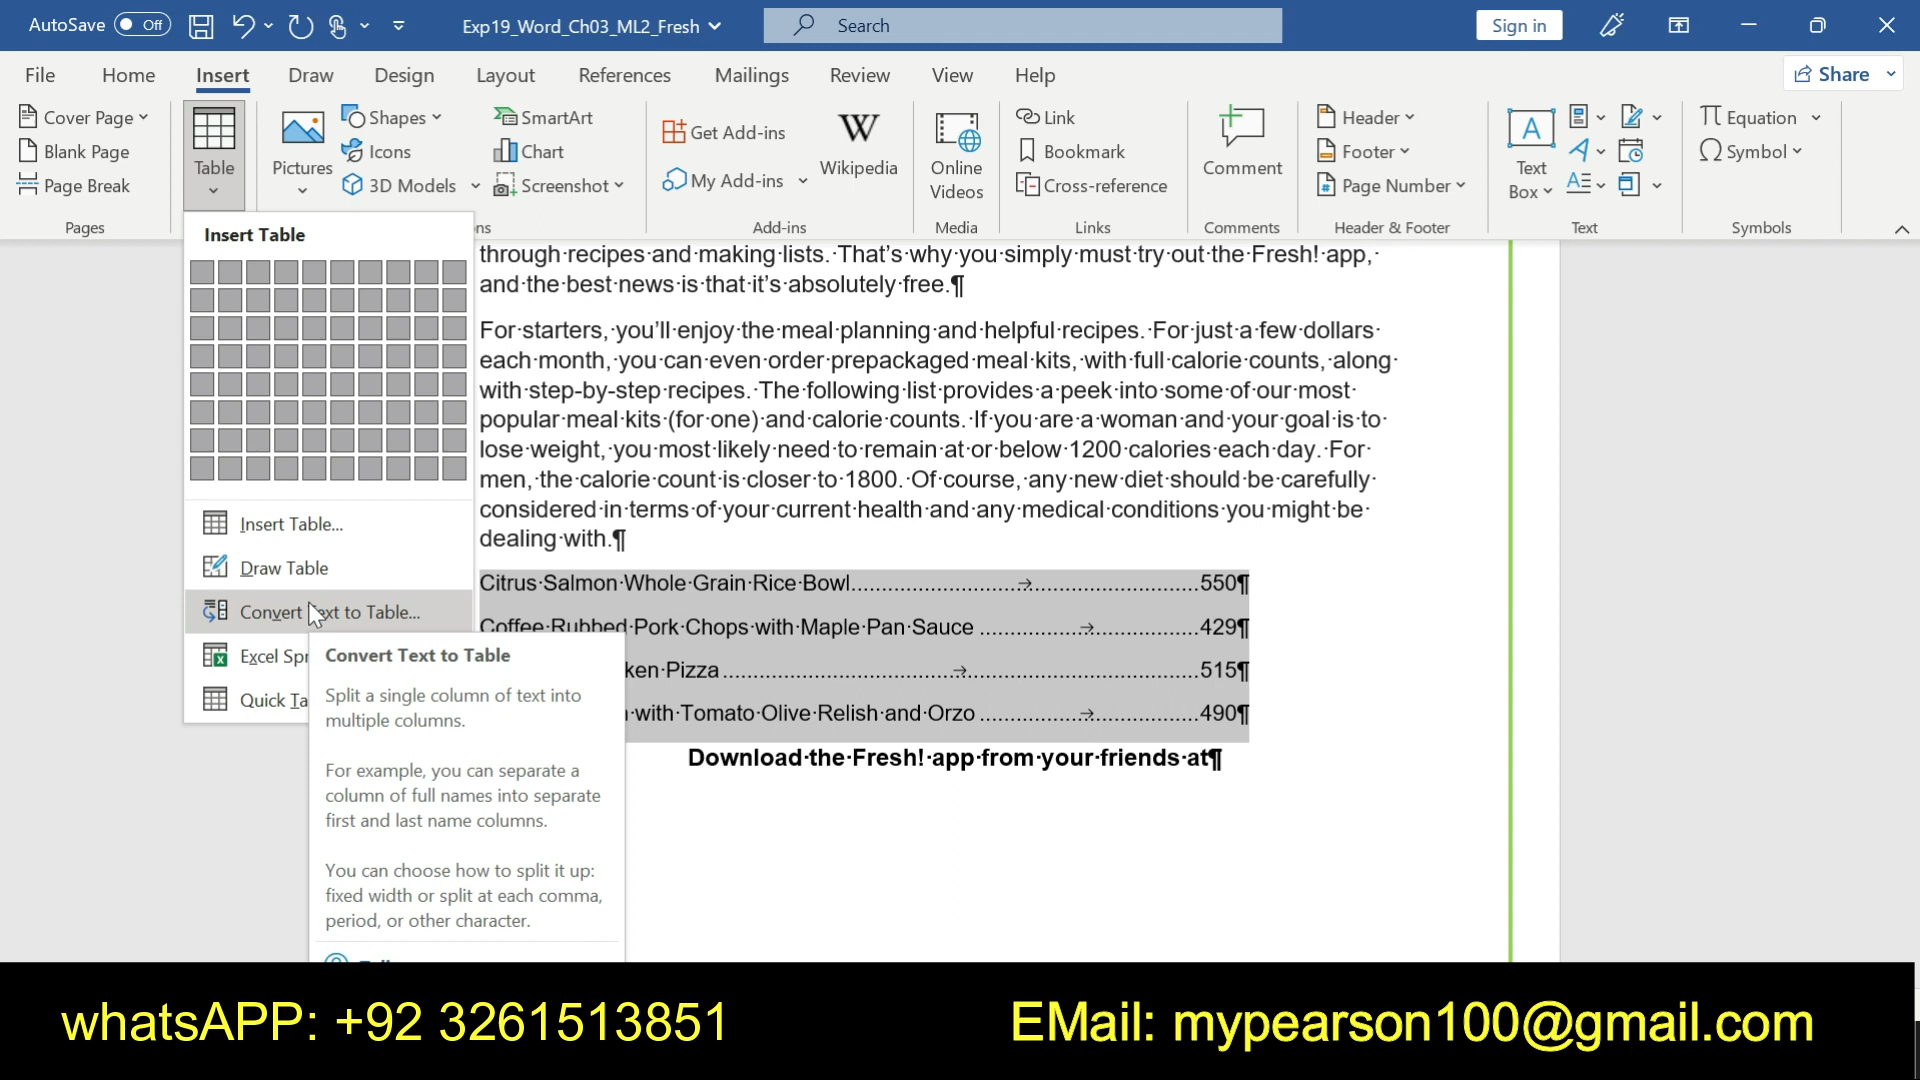 AutoSave Off Exp19_Word_Ch03_ML2_Fresh Search Sign in
File Home Insert Draw Design Layout References Mailings Review View Help Share
Cover Page
Blank Page
Page Break
Pages
Table
Pictures
Shapes
Icons
3D Models
SmartArt
Chart
Screenshot
ns
Get Add-ins
My Add-ins
Wikipedia
Add-ins
Online
Videos
Media
Link
Bookmark
Cross-reference
Links
Comment
Comments
Header
Footer
Page Number
Header & Footer
Text
Box
Text
Equation
Symbol
Symbols
Insert Table
Insert Table...
Draw Table
Convert Text to Table...
Excel Spr
Quick Ta
Convert Text to Table
Split a single column of text into
multiple columns.
For example, you can separate a
column of full names into separate
first and last name columns.
You can choose how to split it up:
fixed width or split at each comma,
period, or other character.
through·recipes·and·making·lists.·That's·why·you·simply·must·try·out·the·Fresh!·app,·
and·the·best·news·is·that·it's·absolutely·free.¶
For·starters,·you'll·enjoy·the·meal·planning·and·helpful·recipes.·For·just·a·few·dollars·
each·month,·you·can·even·order·prepackaged·meal·kits,·with·full·calorie·counts,·along·
with·step-by-step·recipes.·The·following·list·provides·a·peek·into·some·of·our·most·
popular·meal·kits·(for·one)·and·calorie·counts.·If·you·are·a·woman·and·your·goal·is·to·
lose·weight,·you·most·likely·need·to·remain·at·or·below·1200·calories·each·day.·For·
men,·the·calorie·count·is·closer·to·1800.·Of·course,·any·new·diet·should·be·carefully·
considered·in·terms·of·your·current·health·and·any·medical·conditions·you·might·be·
dealing·with.¶
Citrus·Salmon·Whole·Grain·Rice·Bowl............→............550¶
Coffee·Rubbed·Pork·Chops·with·Maple·Pan·Sauce............→............429¶
ken·Pizza............→............515¶
with·Tomato·Olive·Relish·and·Orzo............→............490¶
Download·the·Fresh!·app·from·your·friends·at¶
whatsAPP: +92 3261513851
EMail: mypearson100@gmail.com